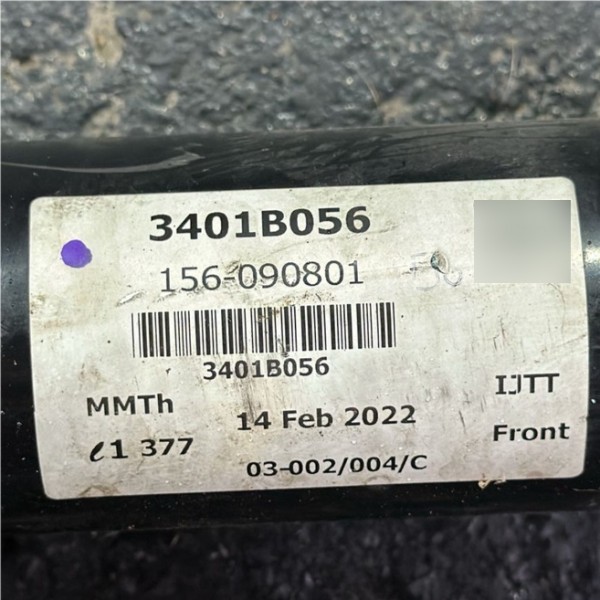 3401B056
156-090801
3401B056
MMTh
IJTT
14 Feb 2022
ℓ1 377
Front
03-002/004/C